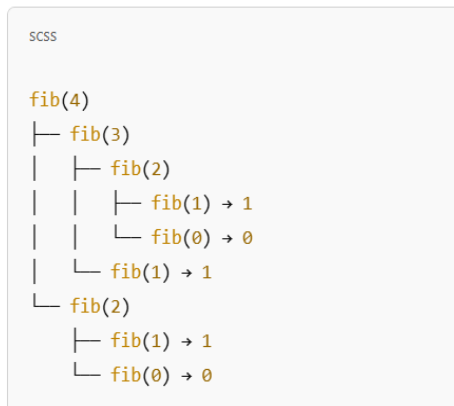 scss
fib(4)
├── fib(3)
│   ├── fib(2)
│   │   ├── fib(1) → 1
│   │   └── fib(0) → 0
│   └── fib(1) → 1
└── fib(2)
    ├── fib(1) → 1
    └── fib(0) → 0